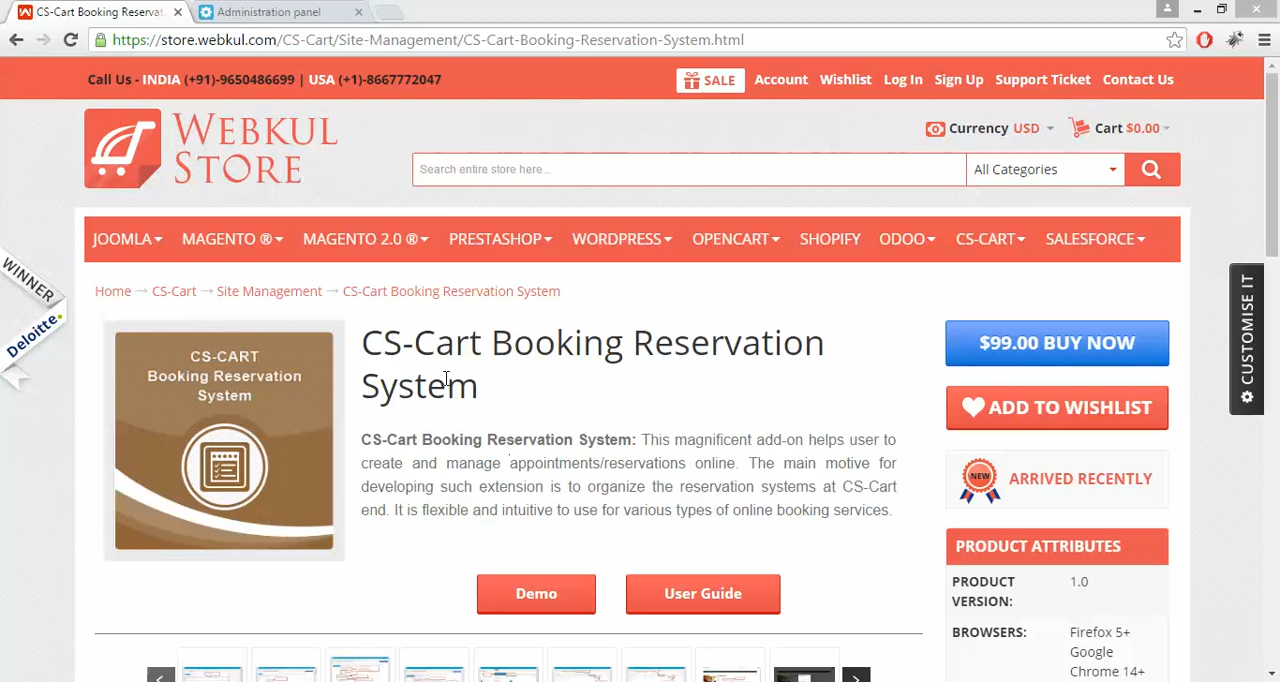 CS-Cart Booking Reservat
Administration panel
https://store.webkul.com/CS-Cart/Site-Management/CS-Cart-Booking-Reservation-System.html
Call Us - INDIA (+91)-9650486699 | USA (+1)-8667772047
SALE Account Wishlist Log In Sign Up Support Ticket Contact Us
WEBKUL
STORE
Currency USD Cart $0.00
Search entire store here... All Categories
JOOMLA MAGENTO ® MAGENTO 2.0 ® PRESTASHOP WORDPRESS OPENCART SHOPIFY ODOO CS-CART SALESFORCE
WINNER
Deloitte.
CUSTOMISE IT
Home → CS-Cart → Site Management → CS-Cart Booking Reservation System
CS-CART
Booking Reservation
System
CS-Cart Booking Reservation
System
CS-Cart Booking Reservation System: This magnificent add-on helps user to
create and manage appointments/reservations online. The main motive for
developing such extension is to organize the reservation systems at CS-Cart
end. It is flexible and intuitive to use for various types of online booking services.
Demo User Guide
$99.00 BUY NOW
ADD TO WISHLIST
NEW ARRIVED RECENTLY
PRODUCT ATTRIBUTES
PRODUCT 1.0
VERSION:
BROWSERS: Firefox 5+
Google
Chrome 14+